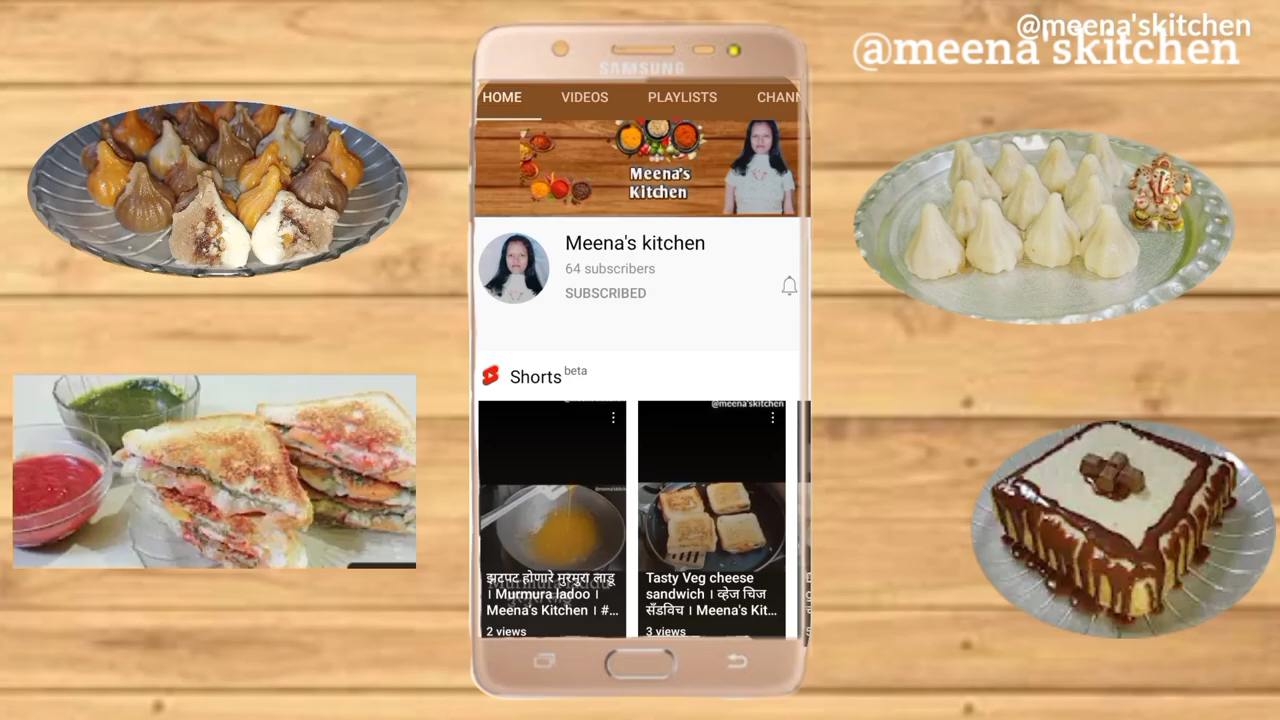 @meena'skitchen
@meena'skitchen
SAMSUNG
HOME VIDEOS PLAYLISTS CHANN
Meena's
Kitchen
Meena's kitchen
64 subscribers
SUBSCRIBED
Shorts beta
@meena'skitchen
झटपट होणारे मुरमुरा लाडू
। Murmura ladoo ।
Meena's Kitchen । #...
2 views
Tasty Veg cheese
sandwich । व्हेज चिज
सँडविच । Meena's Kit...
3 views